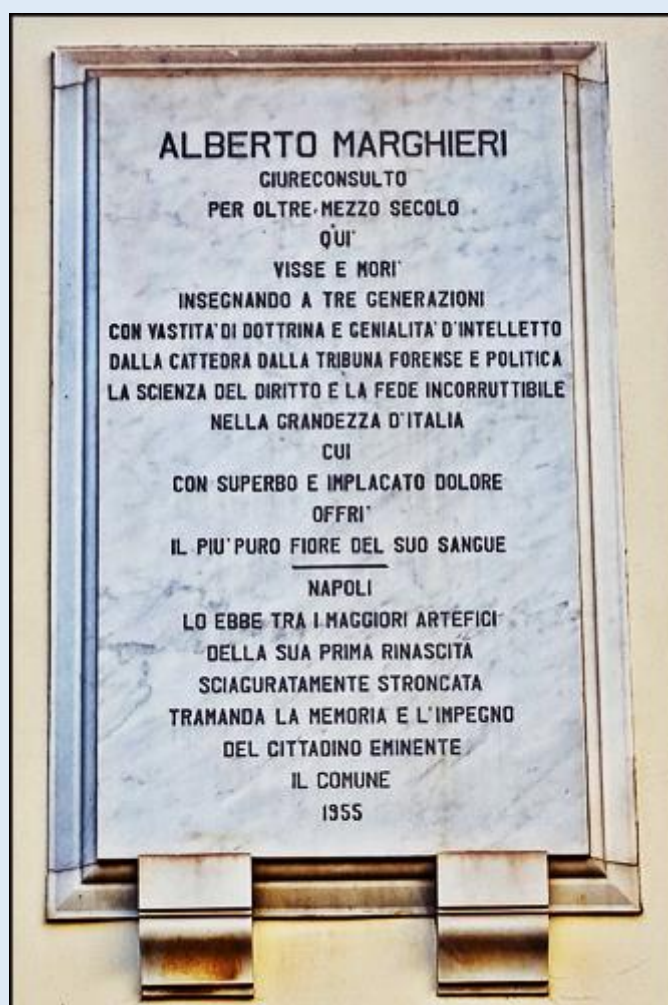 ALBERTO MARGHIERI
GIURECONSULTO
PER OLTRE MEZZO SECOLO
QUI'
VISSE E MORI'
INSEGNANDO A TRE GENERAZIONI
CON VASTITA' DI DOTTRINA E GENIALITA' D'INTELLETTO
DALLA CATTEDRA DALLA TRIBUNA FORENSE E POLITICA
LA SCIENZA DEL DIRITTO E LA FEDE INCORRUTTIBILE
NELLA GRANDEZZA D'ITALIA
CUI
CON SUPERBO E IMPLACATO DOLORE
OFFRI'
IL PIU' PURO FIORE DEL SUO SANGUE
NAPOLI
LO EBBE TRA I MAGGIORI ARTEFICI
DELLA SUA PRIMA RINASCITA
SCIAGURATAMENTE STRONCATA
TRAMANDA LA MEMORIA E L'IMPEGNO
DEL CITTADINO EMINENTE
IL COMUNE
1955